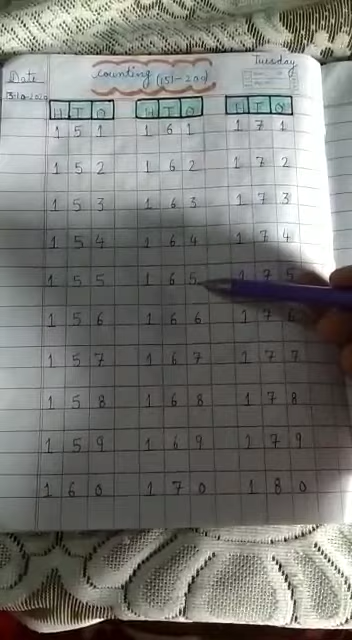 Tuesday
Date
counting (151-200)
13-10-2020
H T O H T O H T O
1 5 1 1 6 1 1 7 1
1 5 2 1 6 2 1 7 2
1 5 3 1 6 3 1 7 3
1 5 4 1 6 4 1 7 4
1 5 5 1 6 5 1 7 5
1 5 6 1 6 6 1 7 6
1 5 7 1 6 7 1 7 7
1 5 8 1 6 8 1 7 8
1 5 9 1 6 9 1 7 9
1 6 0 1 7 0 1 8 0